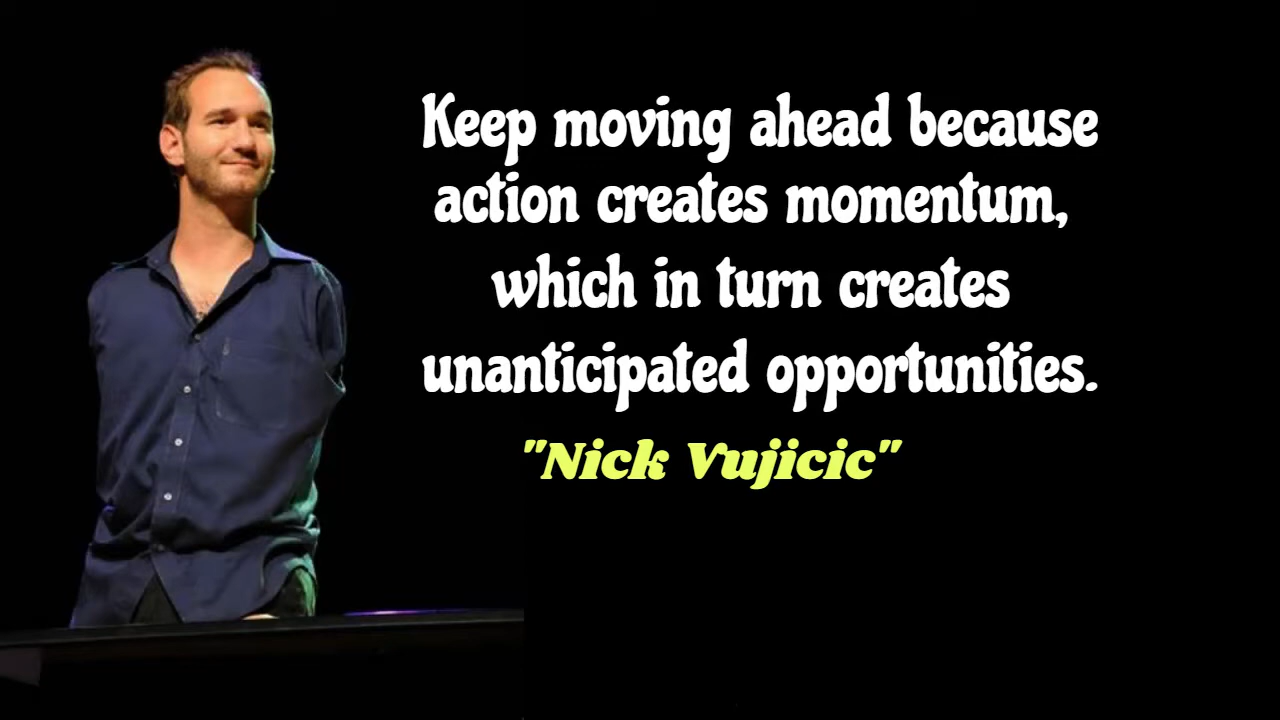 Keep moving ahead because
action creates momentum,
which in turn creates
unanticipated opportunities.
"Nick Vujicic"